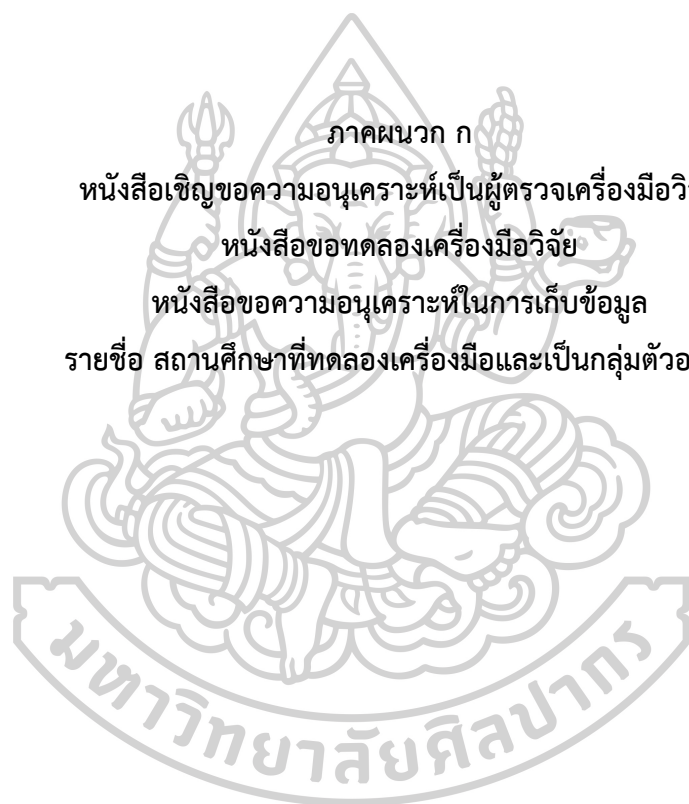 ภาคผนวก ก
หนังสือเชิญขอความอนุเคราะห์เป็นผู้ตรวจเครื่องมือวิ
หนังสือขอทดลองเครื่องมือวิจัย
หนังสือขอความอนุเคราะห์ในการเก็บข้อมูล
รายชื่อ สถานศึกษาที่ทดลองเครื่องมือและเป็นกลุ่มตัวอ
มหาวิทยาลัยศิลปากร